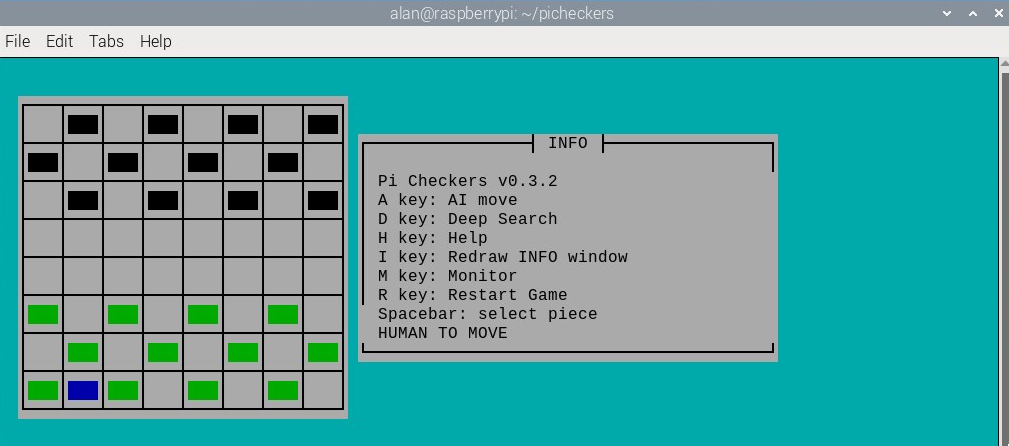 alan@raspberrypi: ~/picheckers
File Edit Tabs Help
INFO
Pi Checkers v0.3.2
A key: AI move
D key: Deep Search
H key: Help
I key: Redraw INFO window
M key: Monitor
R key: Restart Game
Spacebar: select piece
HUMAN TO MOVE